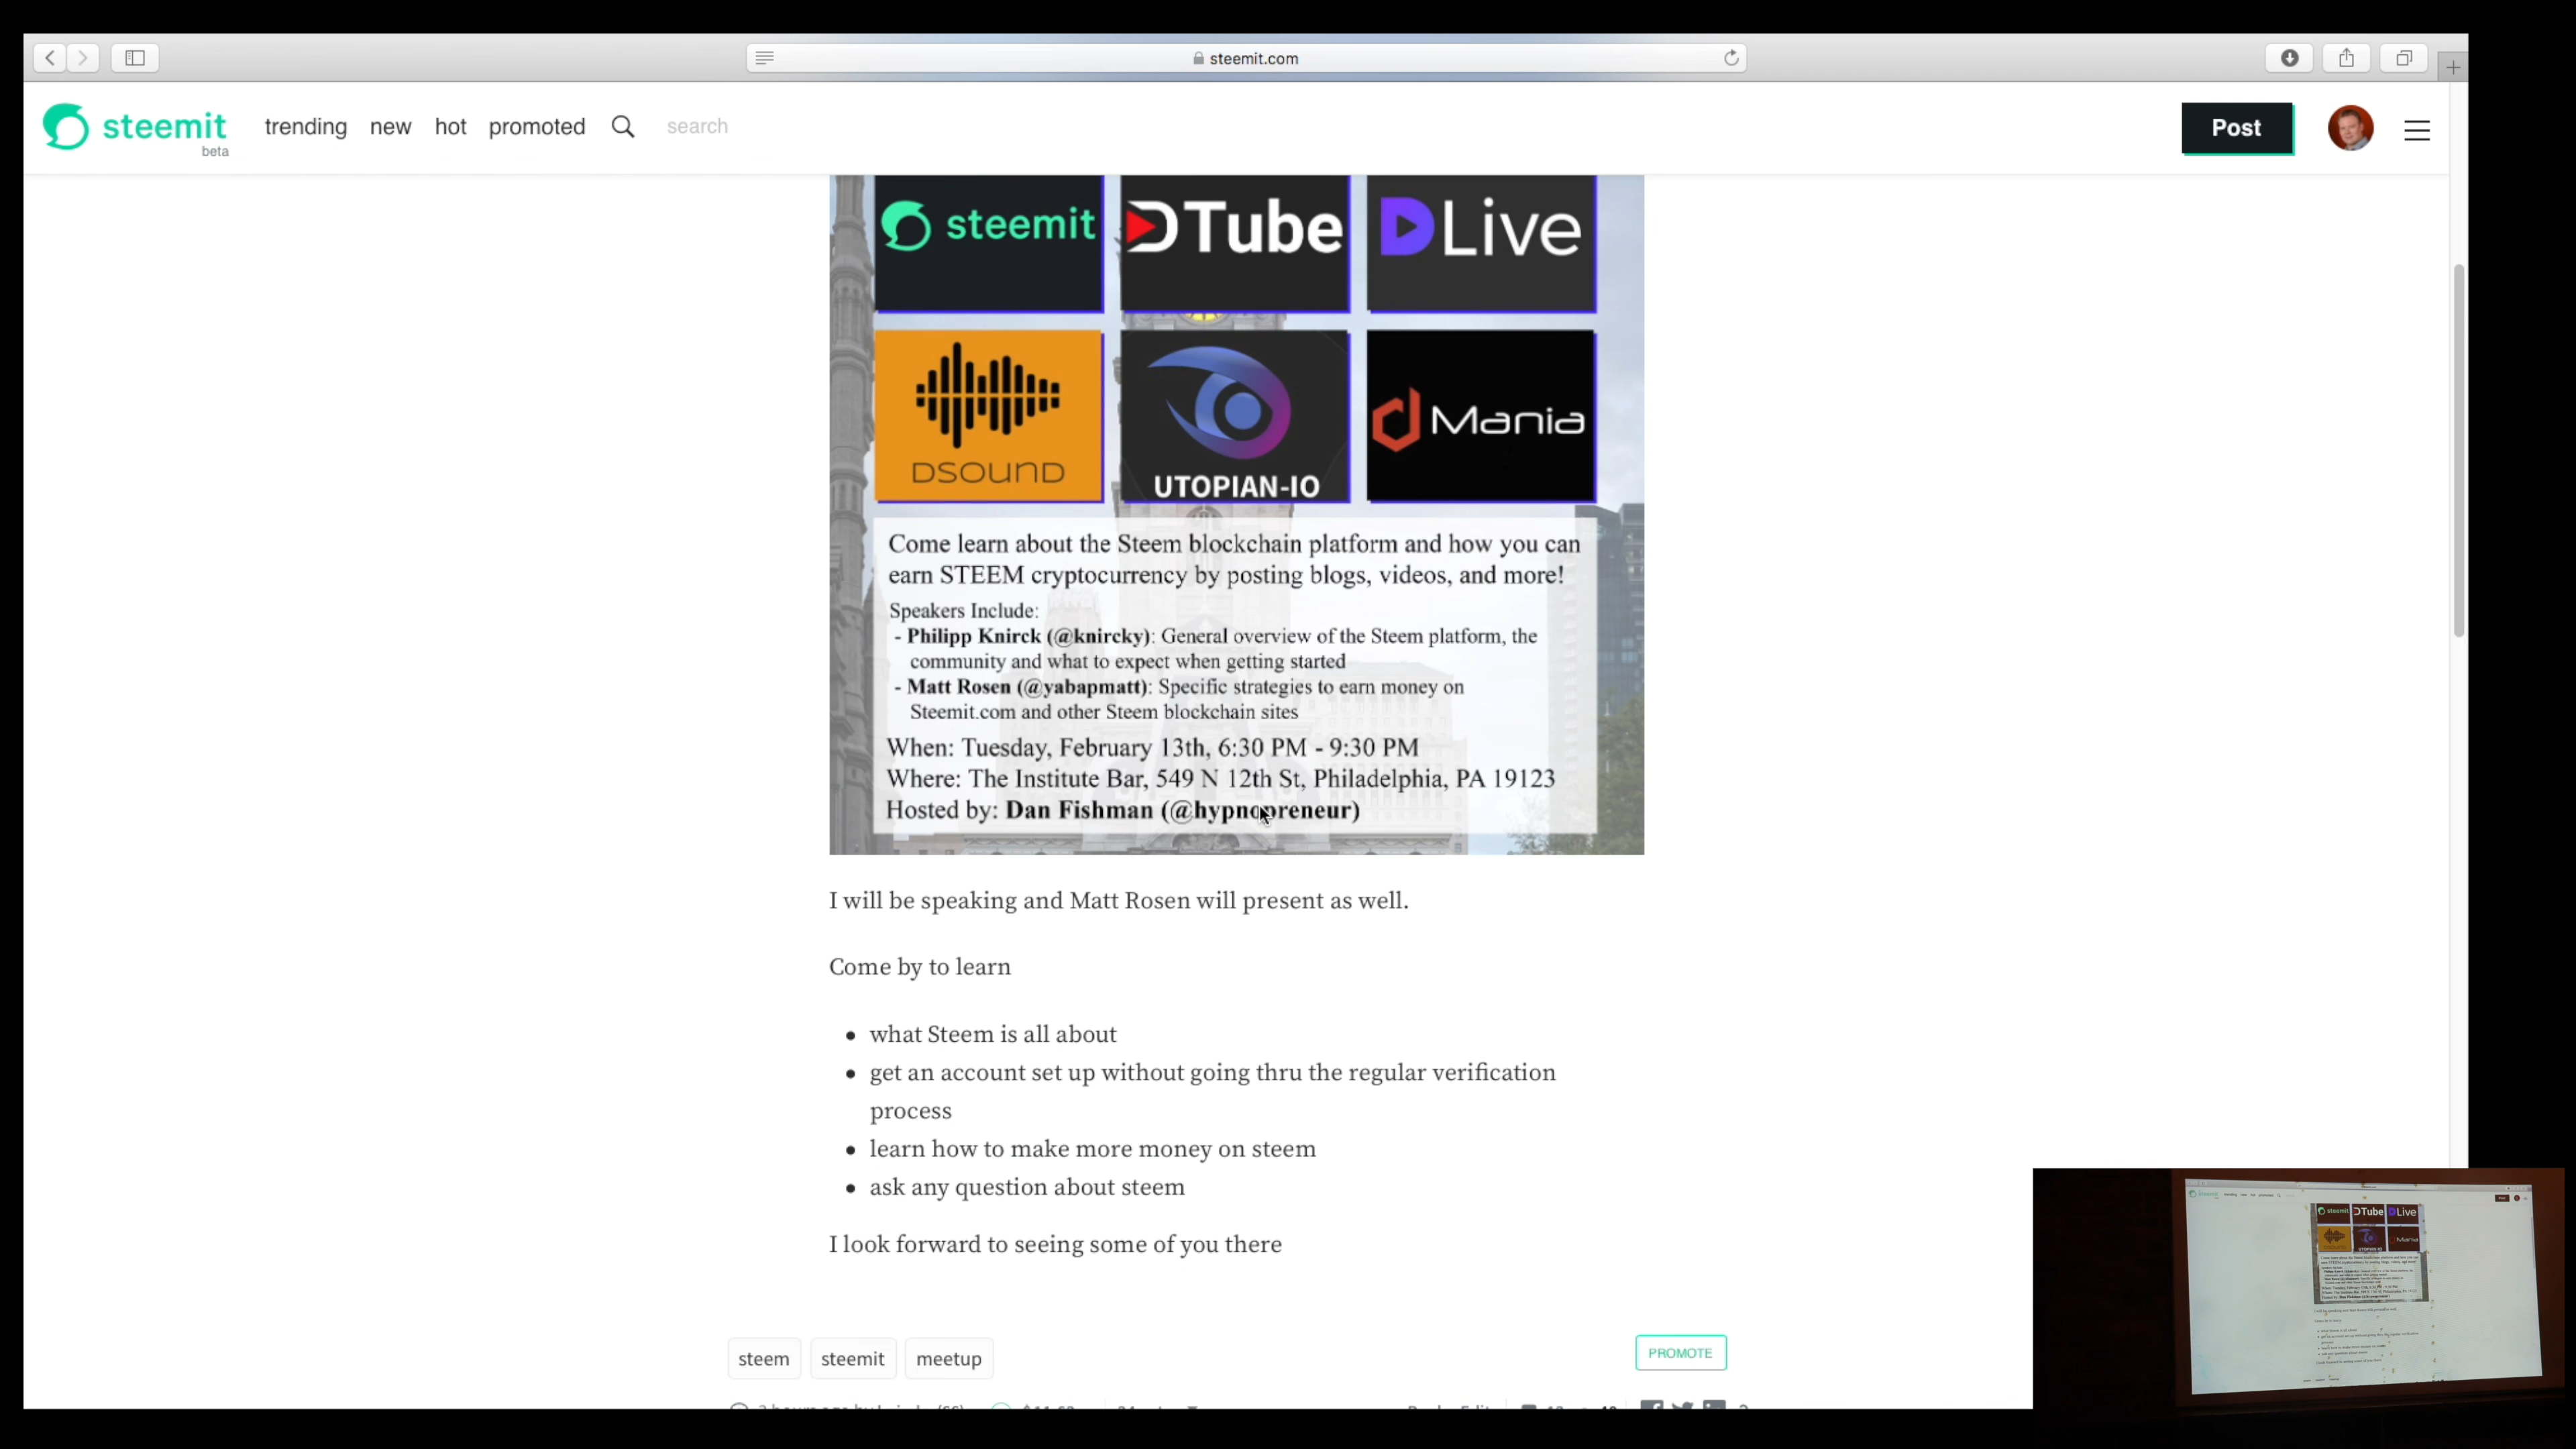 steemit.com
steemit
beta
trending new hot promoted search
Post
steemit DTube DLive
DSOUND UTOPIAN-IO dMania
Come learn about the Steem blockchain platform and how you can
earn STEEM cryptocurrency by posting blogs, videos, and more!
Speakers Include:
- Philipp Knirck (@knircky): General overview of the Steem platform, the
community and what to expect when getting started
- Matt Rosen (@yabapmatt): Specific strategies to earn money on
Steemit.com and other Steem blockchain sites
When: Tuesday, February 13th, 6:30 PM - 9:30 PM
Where: The Institute Bar, 549 N 12th St, Philadelphia, PA 19123
Hosted by: Dan Fishman (@hypnopreneur)
I will be speaking and Matt Rosen will present as well.
Come by to learn
• what Steem is all about
• get an account set up without going thru the regular verification
process
• learn how to make more money on steem
• ask any question about steem
I look forward to seeing some of you there
steem steemit meetup
PROMOTE
steemit DTube DLive
Mania